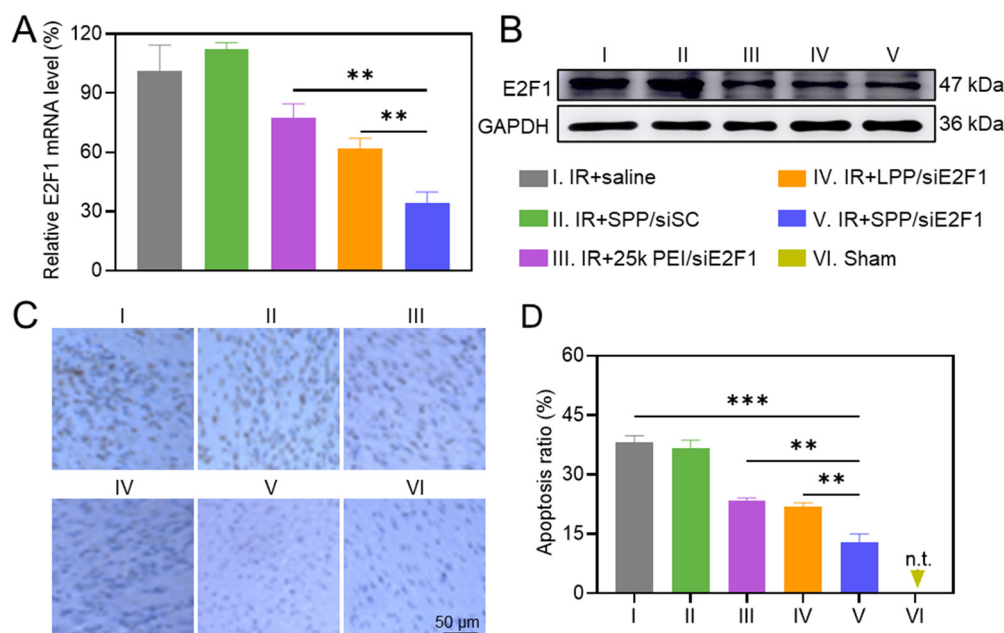 A
Relative E2F1 mRNA level (%)
120
90
60
30
0
**
**
B
I II III IV V
E2F1 47 kDa
GAPDH 36 kDa
I. IR+saline
II. IR+SPP/siSC
III. IR+25k PEI/siE2F1
IV. IR+LPP/siE2F1
V. IR+SPP/siE2F1
VI. Sham
C
I II III
IV V VI
50 μm
D
Apoptosis ratio (%)
60
45
30
15
0
***
**
**
n.t.
I II III IV V VI